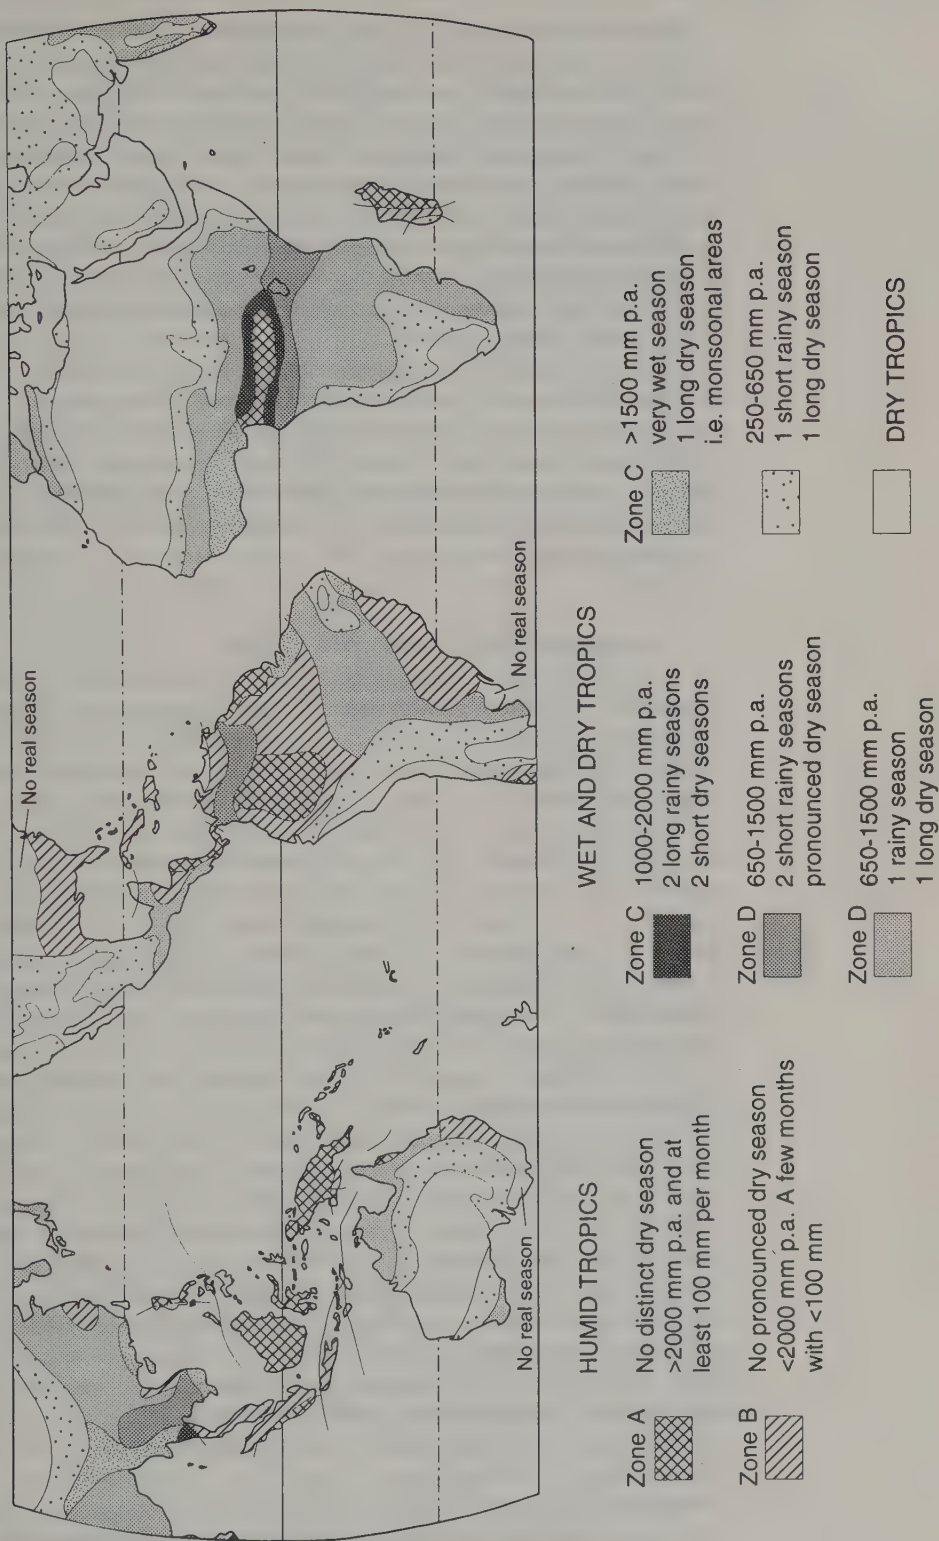 No real season
No real season
No real season
HUMID TROPICS
Zone A
No distinct dry season
>2000 mm p.a. and at
least 100 mm per month
Zone B
No pronounced dry season
<2000 mm p.a. A few months
with <100 mm
WET AND DRY TROPICS
Zone C
1000-2000 mm p.a.
2 long rainy seasons
2 short dry seasons
Zone D
650-1500 mm p.a.
2 short rainy seasons
pronounced dry season
Zone D
650-1500 mm p.a.
1 rainy season
1 long dry season
Zone C
>1500 mm p.a.
very wet season
1 long dry season
i.e. monsoonal areas
250-650 mm p.a.
1 short rainy season
1 long dry season
DRY TROPICS